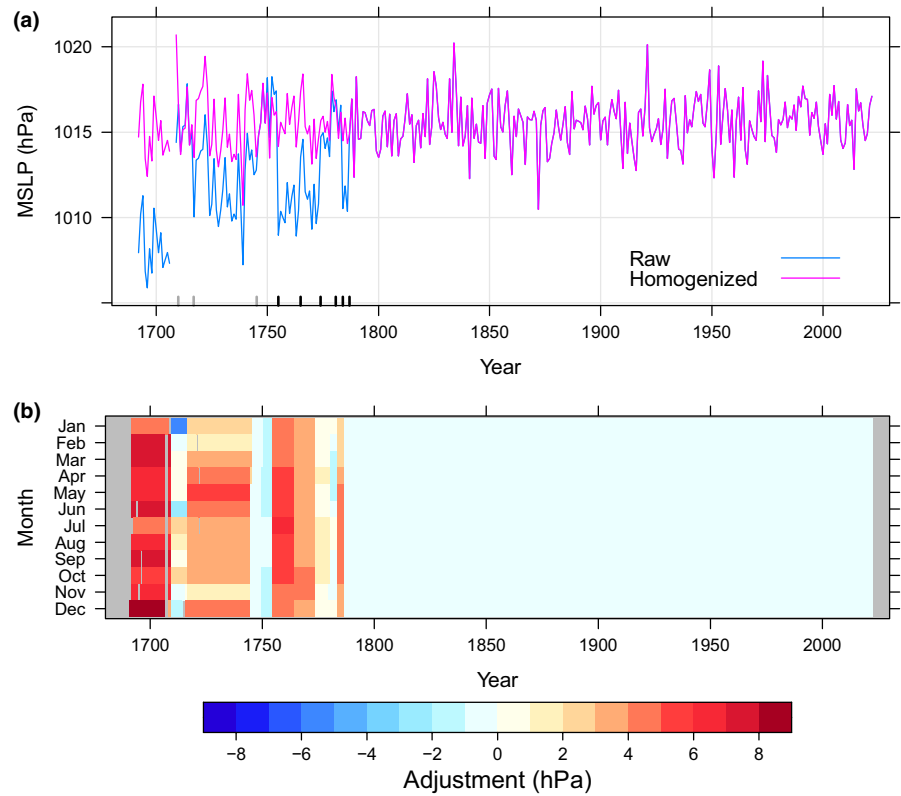 (a)
1020
1015
1010
MSLP (hPa)
Raw
Homogenized
1700 1750 1800 1850 1900 1950 2000
Year
(b)
Jan
Feb
Mar
Apr
May
Jun
Jul
Aug
Sep
Oct
Nov
Dec
Month
1700 1750 1800 1850 1900 1950 2000
Year
−8 −6 −4 −2 0 2 4 6 8
Adjustment (hPa)